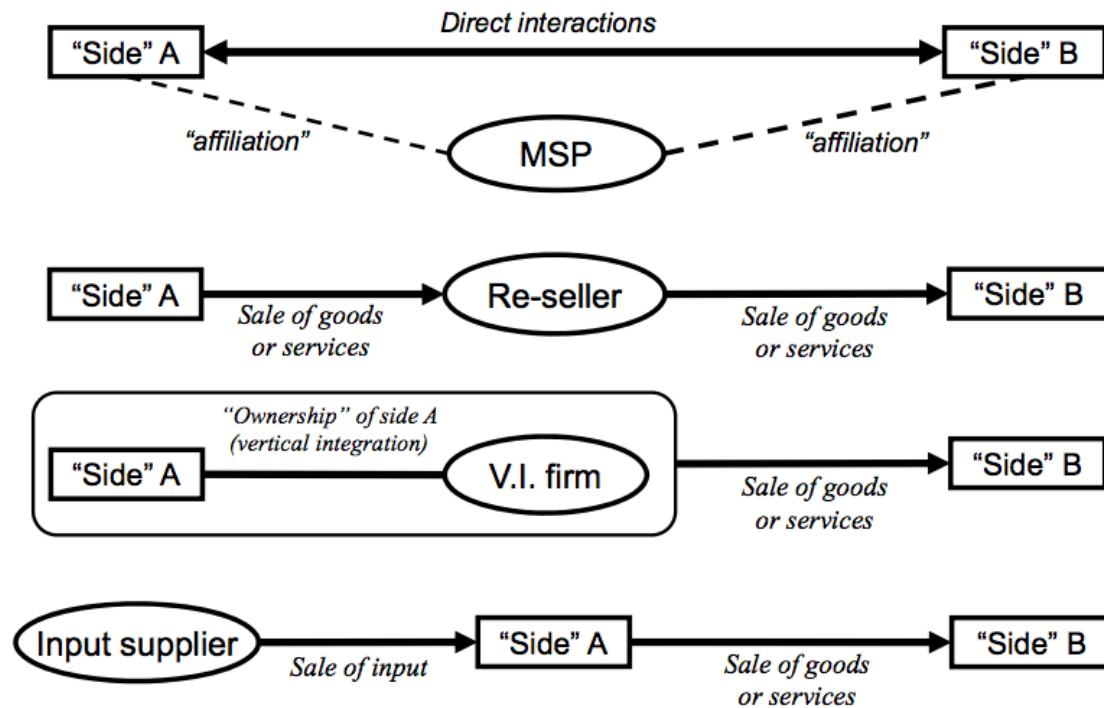 Direct interactions
“Side” A
“Side” B
“affiliation”
MSP
“affiliation”
“Side” A
Re-seller
“Side” B
Sale of goods
or services
Sale of goods
or services
“Ownership” of side A
(vertical integration)
“Side” A
V.I. firm
“Side” B
Sale of goods
or services
Input supplier
“Side” A
“Side” B
Sale of input
Sale of goods
or services